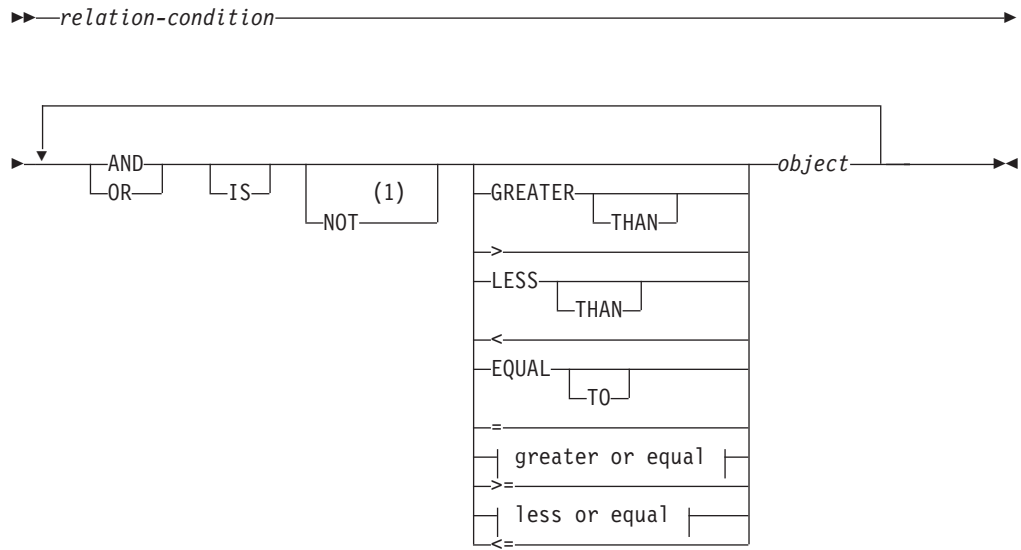 relation-condition
AND IS (1) object
OR NOT GREATER THAN
>
LESS THAN
<
EQUAL TO
=
greater or equal
>=
less or equal
<=